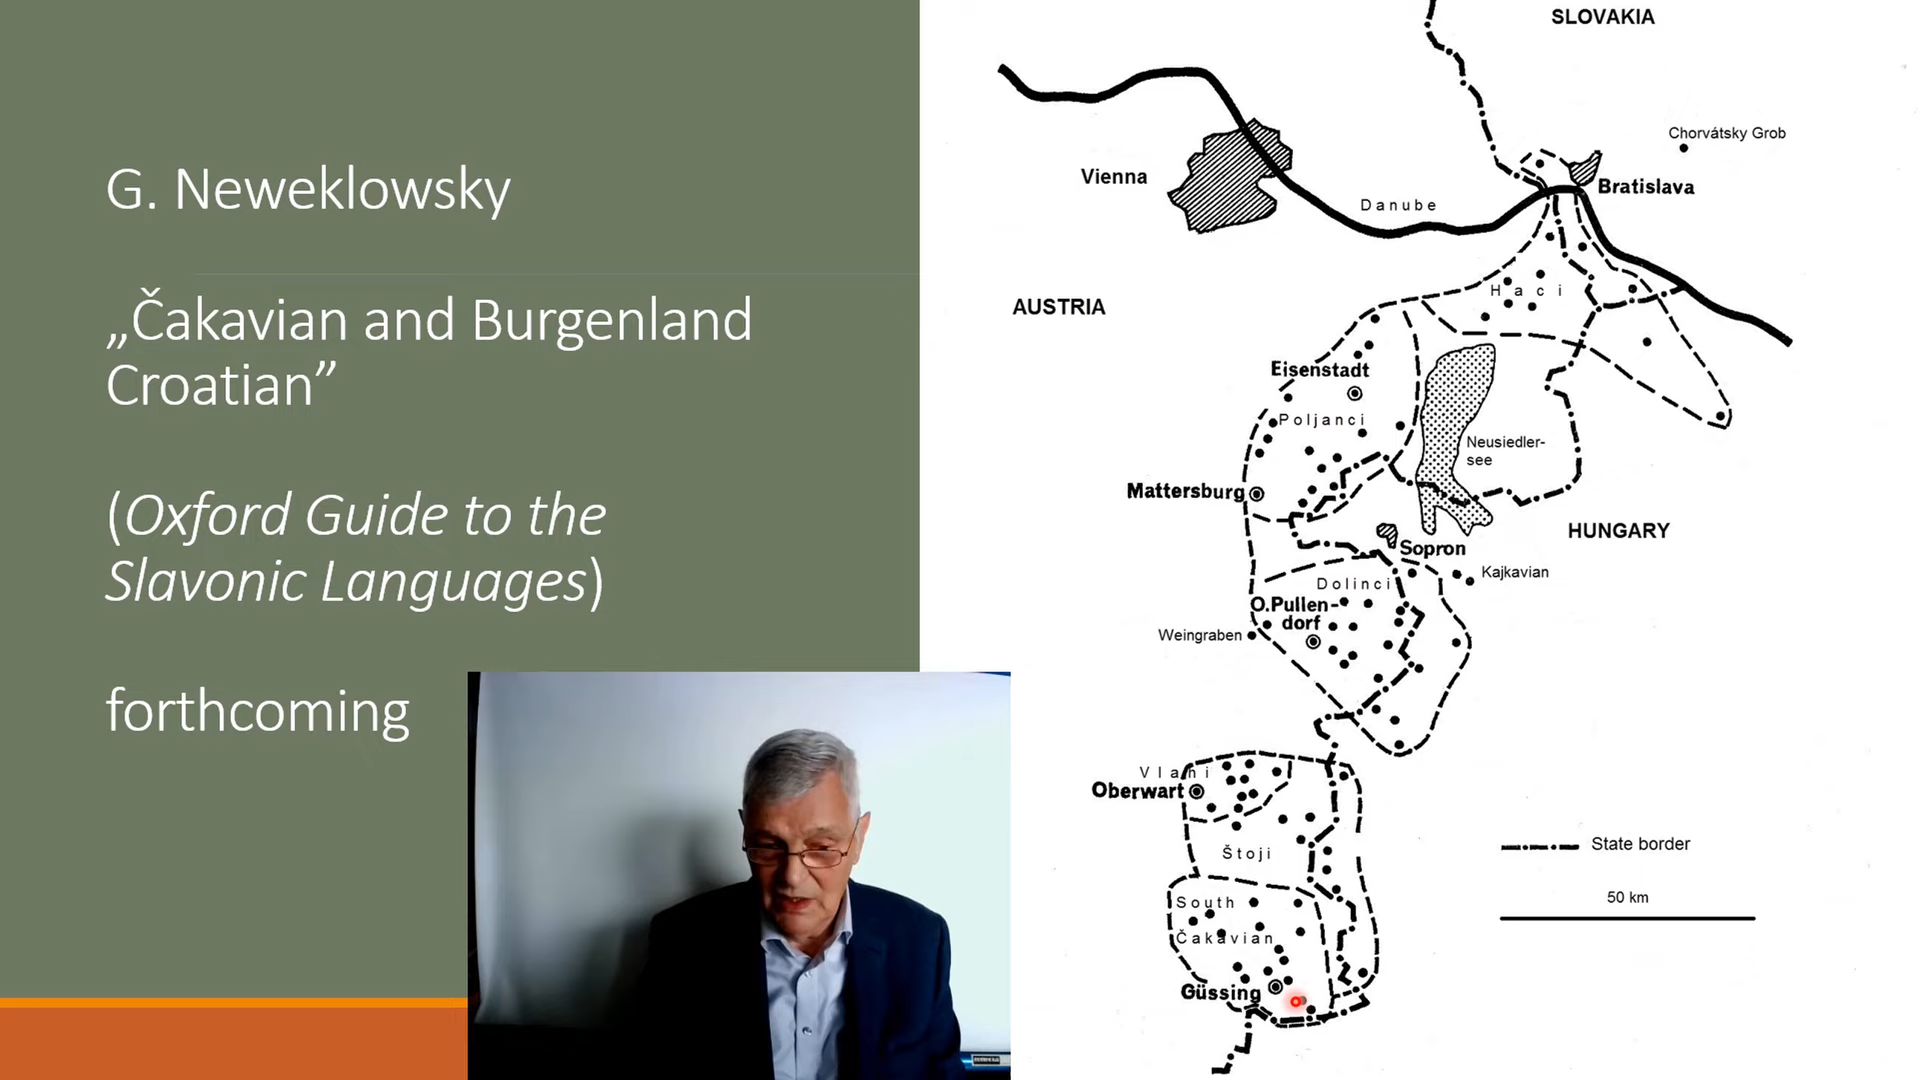 G. Neweklowsky
„Čakavian and Burgenland
Croatian”
(Oxford Guide to the
Slavonic Languages)
forthcoming
SLOVAKIA
Chorvátsky Grob
Vienna
Bratislava
Danube
AUSTRIA
Haci
Eisenstadt
Poljanci
Neusiedler-
see
Mattersburg
HUNGARY
Sopron
Kajkavian
Dolinci
O.Pullen-
dorf
Weingraben
Vlahi
Oberwart
Štoji
State border
50 km
South
Čakavian
Güssing